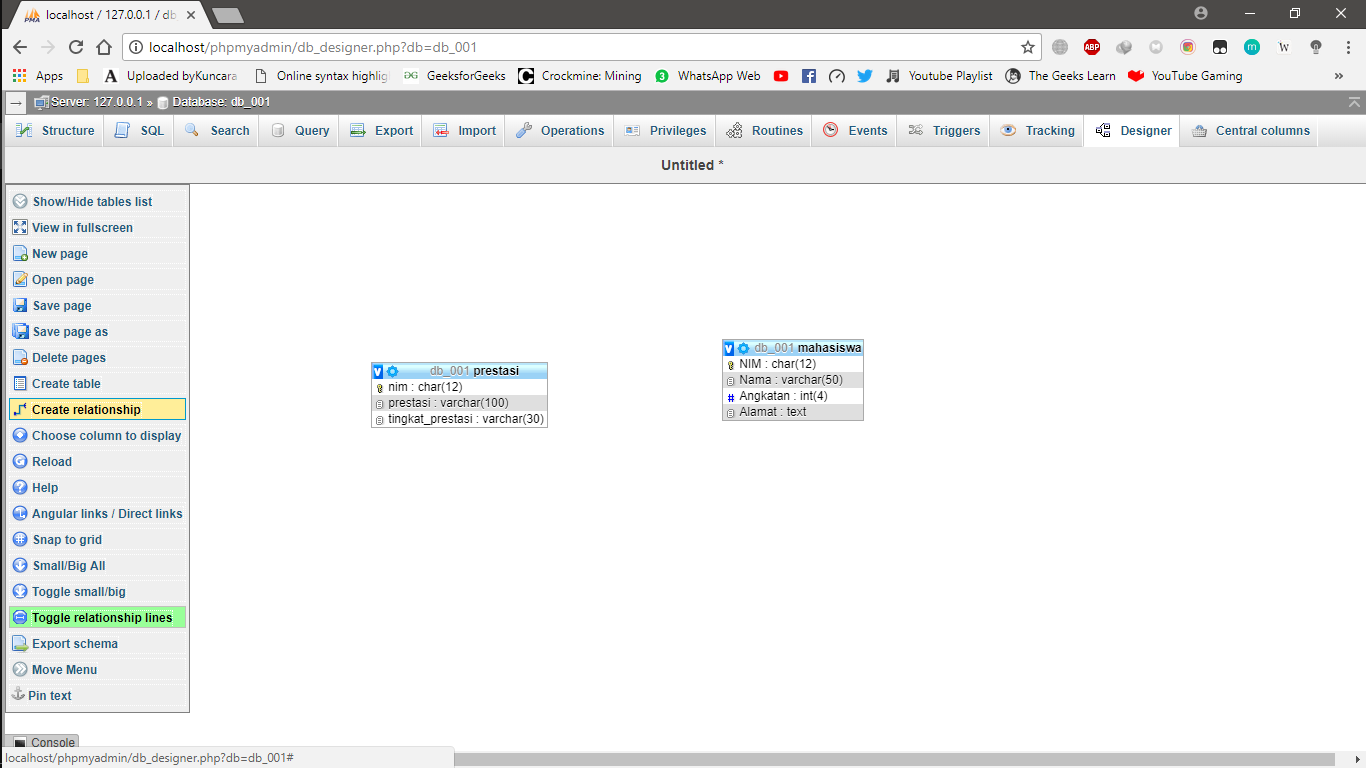 localhost / 127.0.0.1 / db
localhost/phpmyadmin/db_designer.php?db=db_001
ABP
m
W
Apps
A Uploaded byKuncara
Online syntax highlig
GeeksforGeeks
Crockmine: Mining
3 WhatsApp Web
Youtube Playlist
The Geeks Learn
YouTube Gaming
»
Server: 127.0.0.1 » Database: db_001
Structure
SQL
Search
Query
Export
Import
Operations
Privileges
Routines
Events
Triggers
Tracking
Designer
Central columns
Untitled *
Show/Hide tables list
View in fullscreen
New page
Open page
Save page
Save page as
Delete pages
Create table
Create relationship
Choose column to display
Reload
Help
Angular links / Direct links
Snap to grid
Small/Big All
Toggle small/big
Toggle relationship lines
Export schema
Move Menu
Pin text
v db_001 prestasi
nim : char(12)
prestasi : varchar(100)
tingkat_prestasi : varchar(30)
v db_001 mahasiswa
NIM : char(12)
Nama : varchar(50)
# Angkatan : int(4)
Alamat : text
Console
localhost/phpmyadmin/db_designer.php?db=db_001#